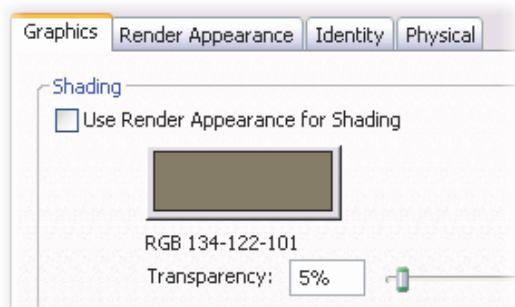 Graphics Render Appearance Identity Physical
Shading
Use Render Appearance for Shading
RGB 134-122-101
Transparency: 5%